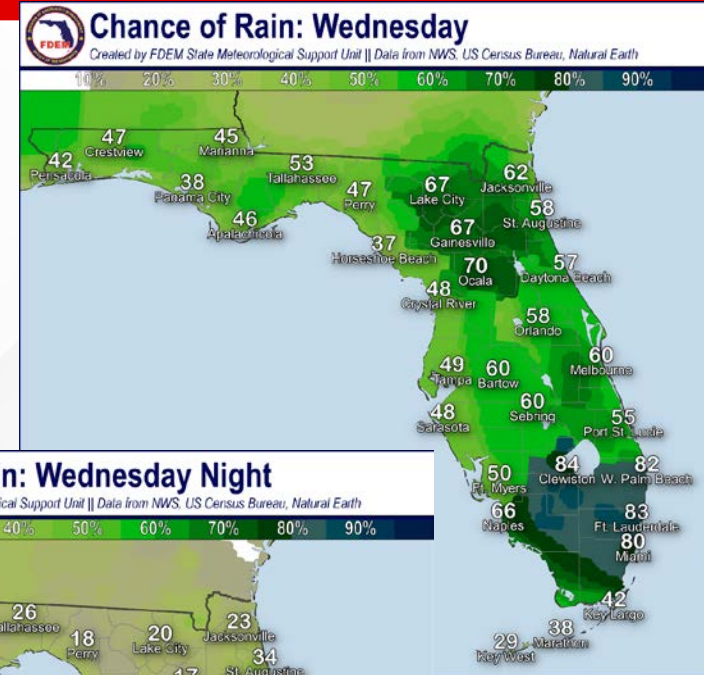 FDEM
Chance of Rain: Wednesday
Created by FDEM State Meteorological Support Unit || Data from NWS, US Census Bureau, Natural Earth
10% 20% 30% 40% 50% 60% 70% 80% 90%
47
Crestview
45
Marianna
42
Pensacola
53
Tallahassee
38
Panama City
47
Perry
67
Lake City
62
Jacksonville
46
Apalachicola
58
St. Augustine
67
Gainesville
37
Horseshoe Beach
70
Ocala
57
Daytona Beach
48
Crystal River
58
Orlando
60
Melbourne
49
Tampa
60
Bartow
60
Sebring
48
Sarasota
55
Port St. Lucie
50
Ft. Myers
84
Clewiston
82
W. Palm Beach
66
Naples
83
Ft. Lauderdale
80
Miami
42
Key Largo
38
Marathon
29
Key West
n: Wednesday Night
cal Support Unit || Data from NWS, US Census Bureau, Natural Earth
40% 50% 60% 70% 80% 90%
26
allahassee
18
Perry
20
Lake City
23
Jacksonville
34
St. Augustine
17